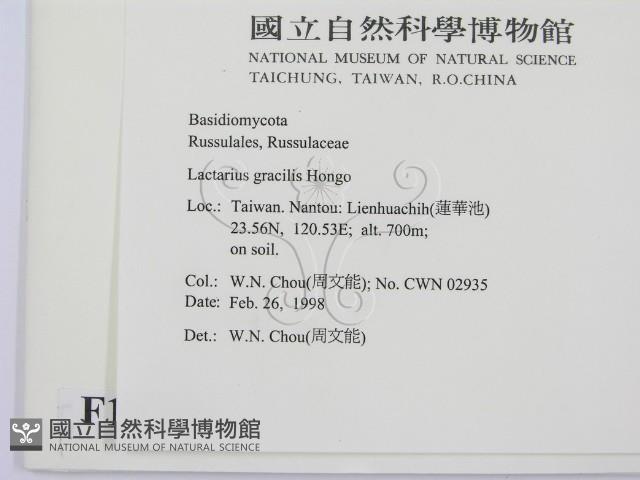 國立自然科學博物館
NATIONAL MUSEUM OF NATURAL SCIENCE
TAICHUNG, TAIWAN, R.O.CHINA
Basidiomycota
Russulales, Russulaceae
Lactarius gracilis Hongo
Loc.: Taiwan. Nantou: Lienhuachih(蓮華池)
23.56N, 120.53E; alt. 700m;
on soil.
Col.: W.N. Chou(周文能); No. CWN 02935
Date: Feb. 26, 1998
Det.: W.N. Chou(周文能)
F1
國立自然科學博物館
NATIONAL MUSEUM OF NATURAL SCIENCE